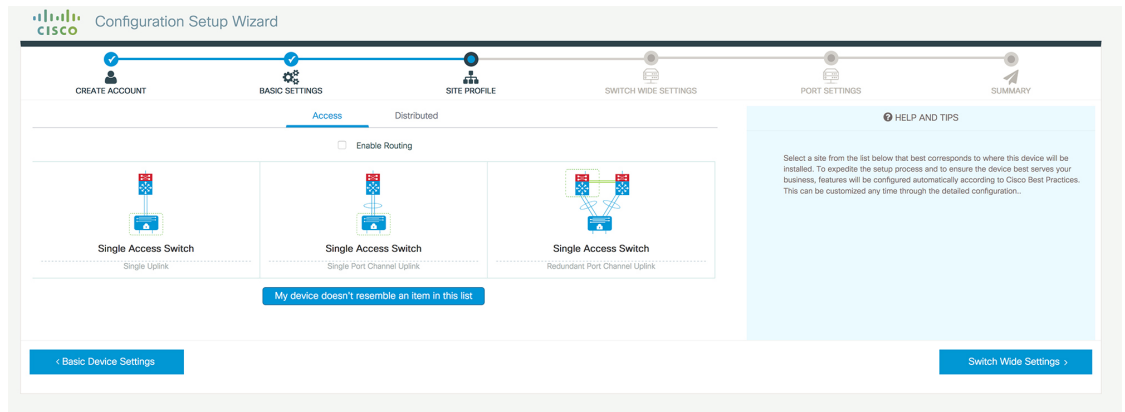 CISCO
Configuration Setup Wizard
CREATE ACCOUNT
BASIC SETTINGS
SITE PROFILE
SWITCH WIDE SETTINGS
PORT SETTINGS
SUMMARY
Access
Distributed
Enable Routing
Single Access Switch
Single Uplink
Single Access Switch
Single Port Channel Uplink
Single Access Switch
Redundant Port Channel Uplink
My device doesn't resemble an item in this list
? HELP AND TIPS
Select a site from the list below that best corresponds to where this device will be
installed. To expedite the setup process and to ensure the device best serves your
business, features will be configured automatically according to Cisco Best Practices.
This can be customized any time through the detailed configuration..
< Basic Device Settings
Switch Wide Settings >